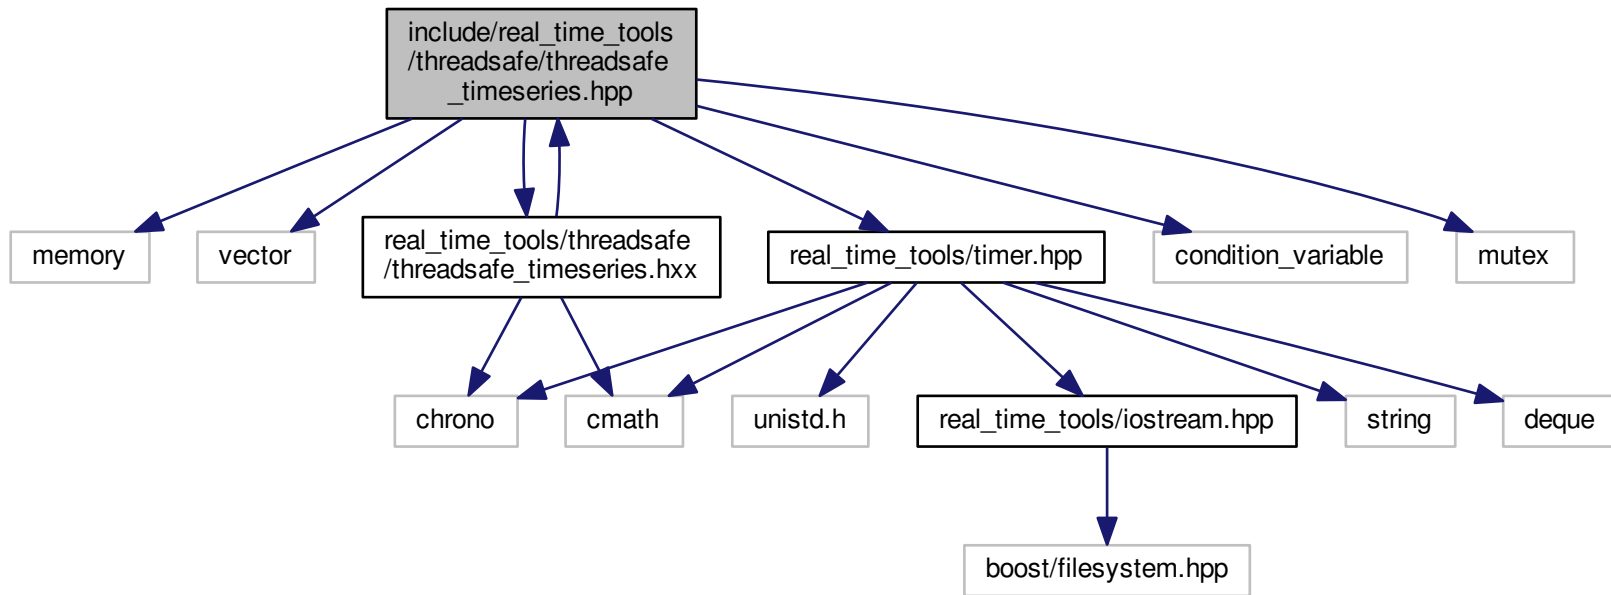 include/real_time_tools
/threadsafe/threadsafe
_timeseries.hpp
memory
vector
real_time_tools/threadsafe
/threadsafe_timeseries.hxx
real_time_tools/timer.hpp
condition_variable
mutex
chrono
cmath
unistd.h
real_time_tools/iostream.hpp
string
deque
boost/filesystem.hpp